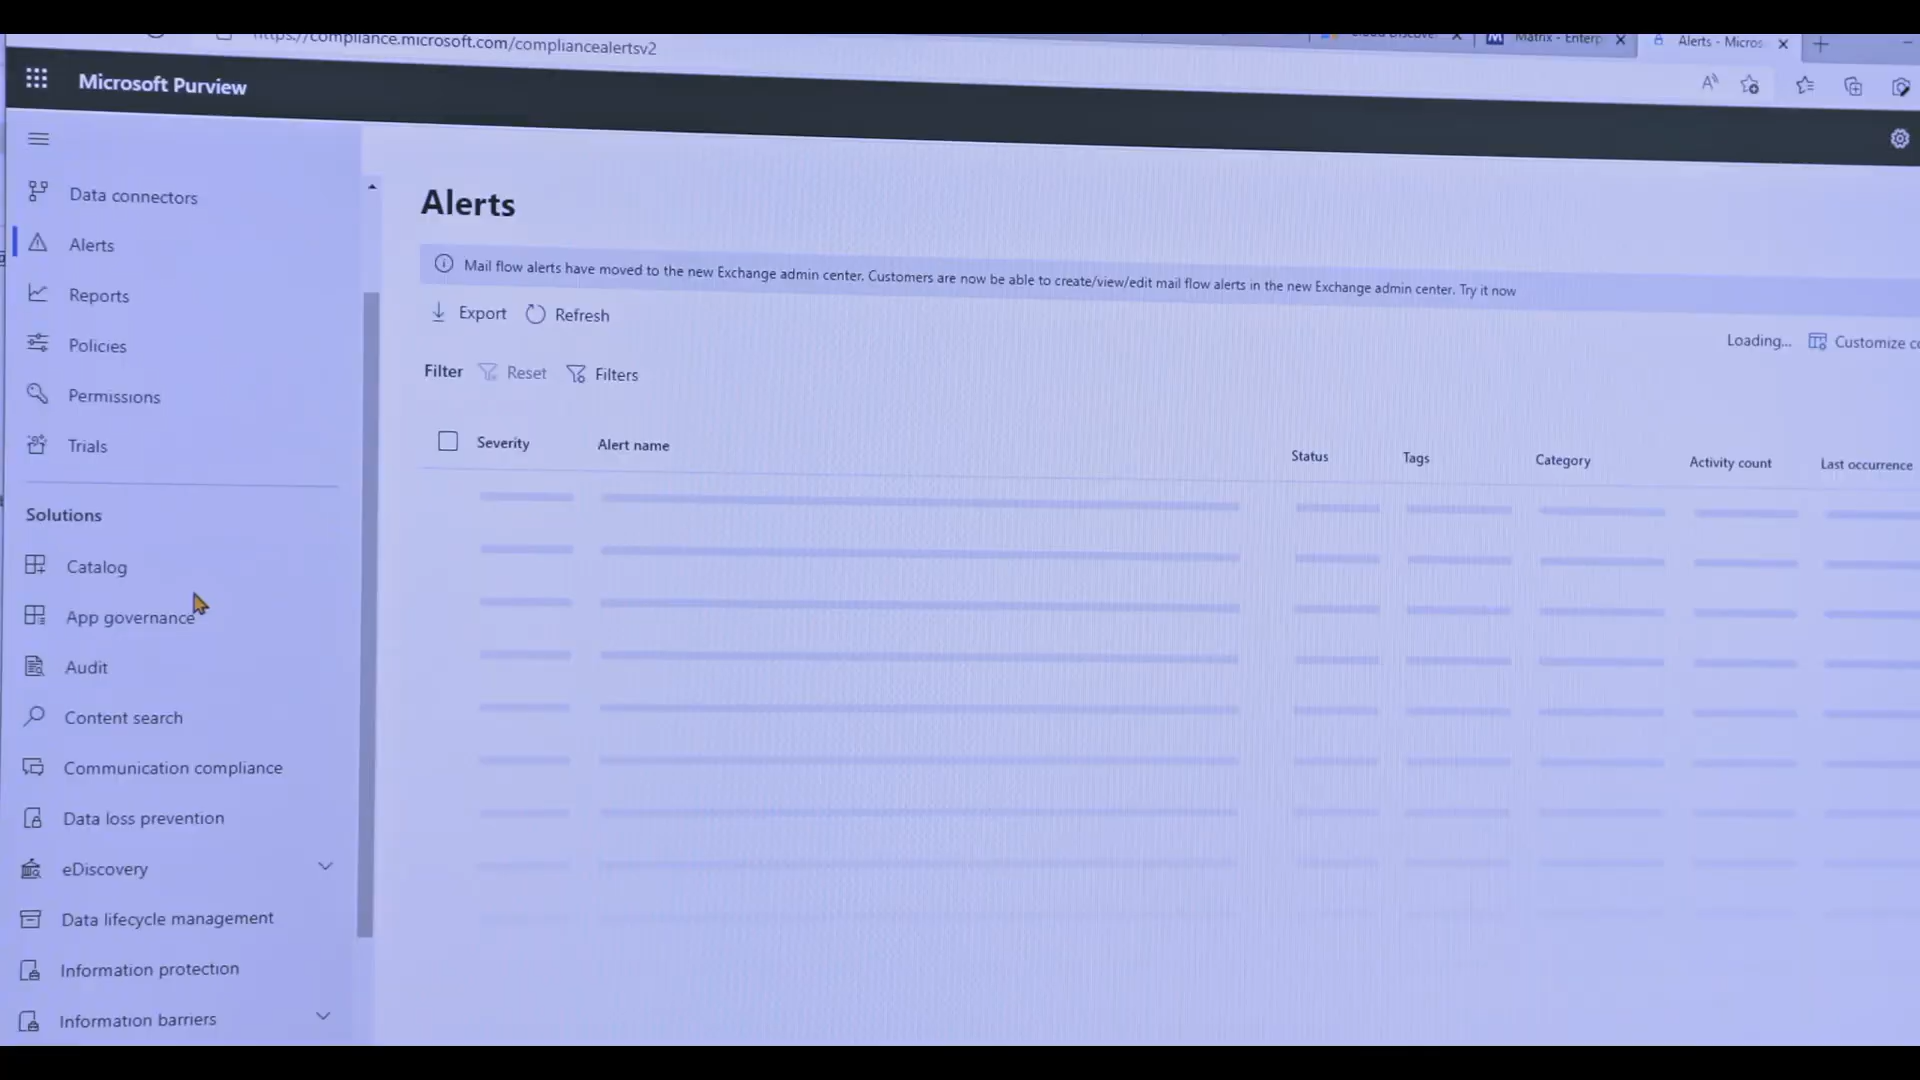 https://compliance.microsoft.com/compliancealertsv2
Matrix - Enterp
Alerts - Micros
Microsoft Purview
Data connectors
Alerts
Reports
Policies
Permissions
Trials
Solutions
Catalog
App governance
Audit
Content search
Communication compliance
Data loss prevention
eDiscovery
Data lifecycle management
Information protection
Information barriers
Alerts
Mail flow alerts have moved to the new Exchange admin center. Customers are now be able to create/view/edit mail flow alerts in the new Exchange admin center. Try it now
Export Refresh
Loading... Customize co
Filter Reset Filters
Severity Alert name Status Tags Category Activity count Last occurrence